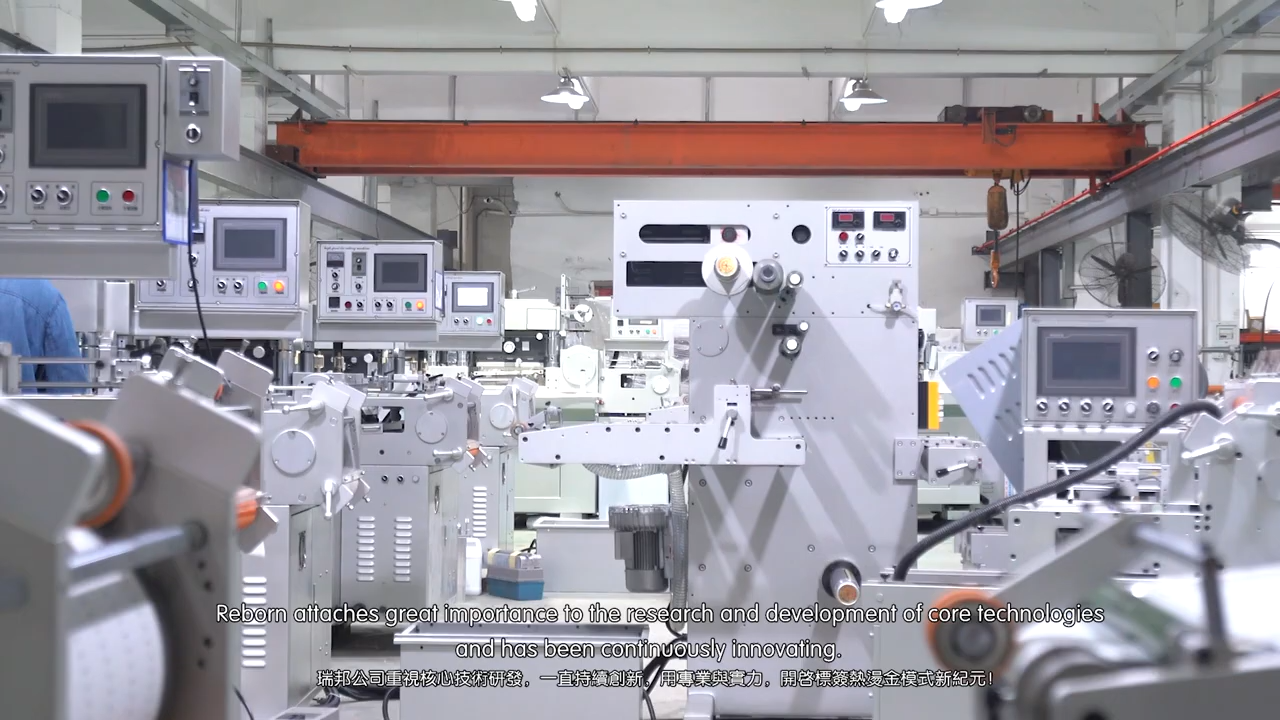 Reborn attaches great importance to the research and development of core technologies
and has been continuously innovating.
瑞邦公司重視核心技術研發，一直持續創新，用專業與實力，開啓標簽熱燙金模式新紀元！